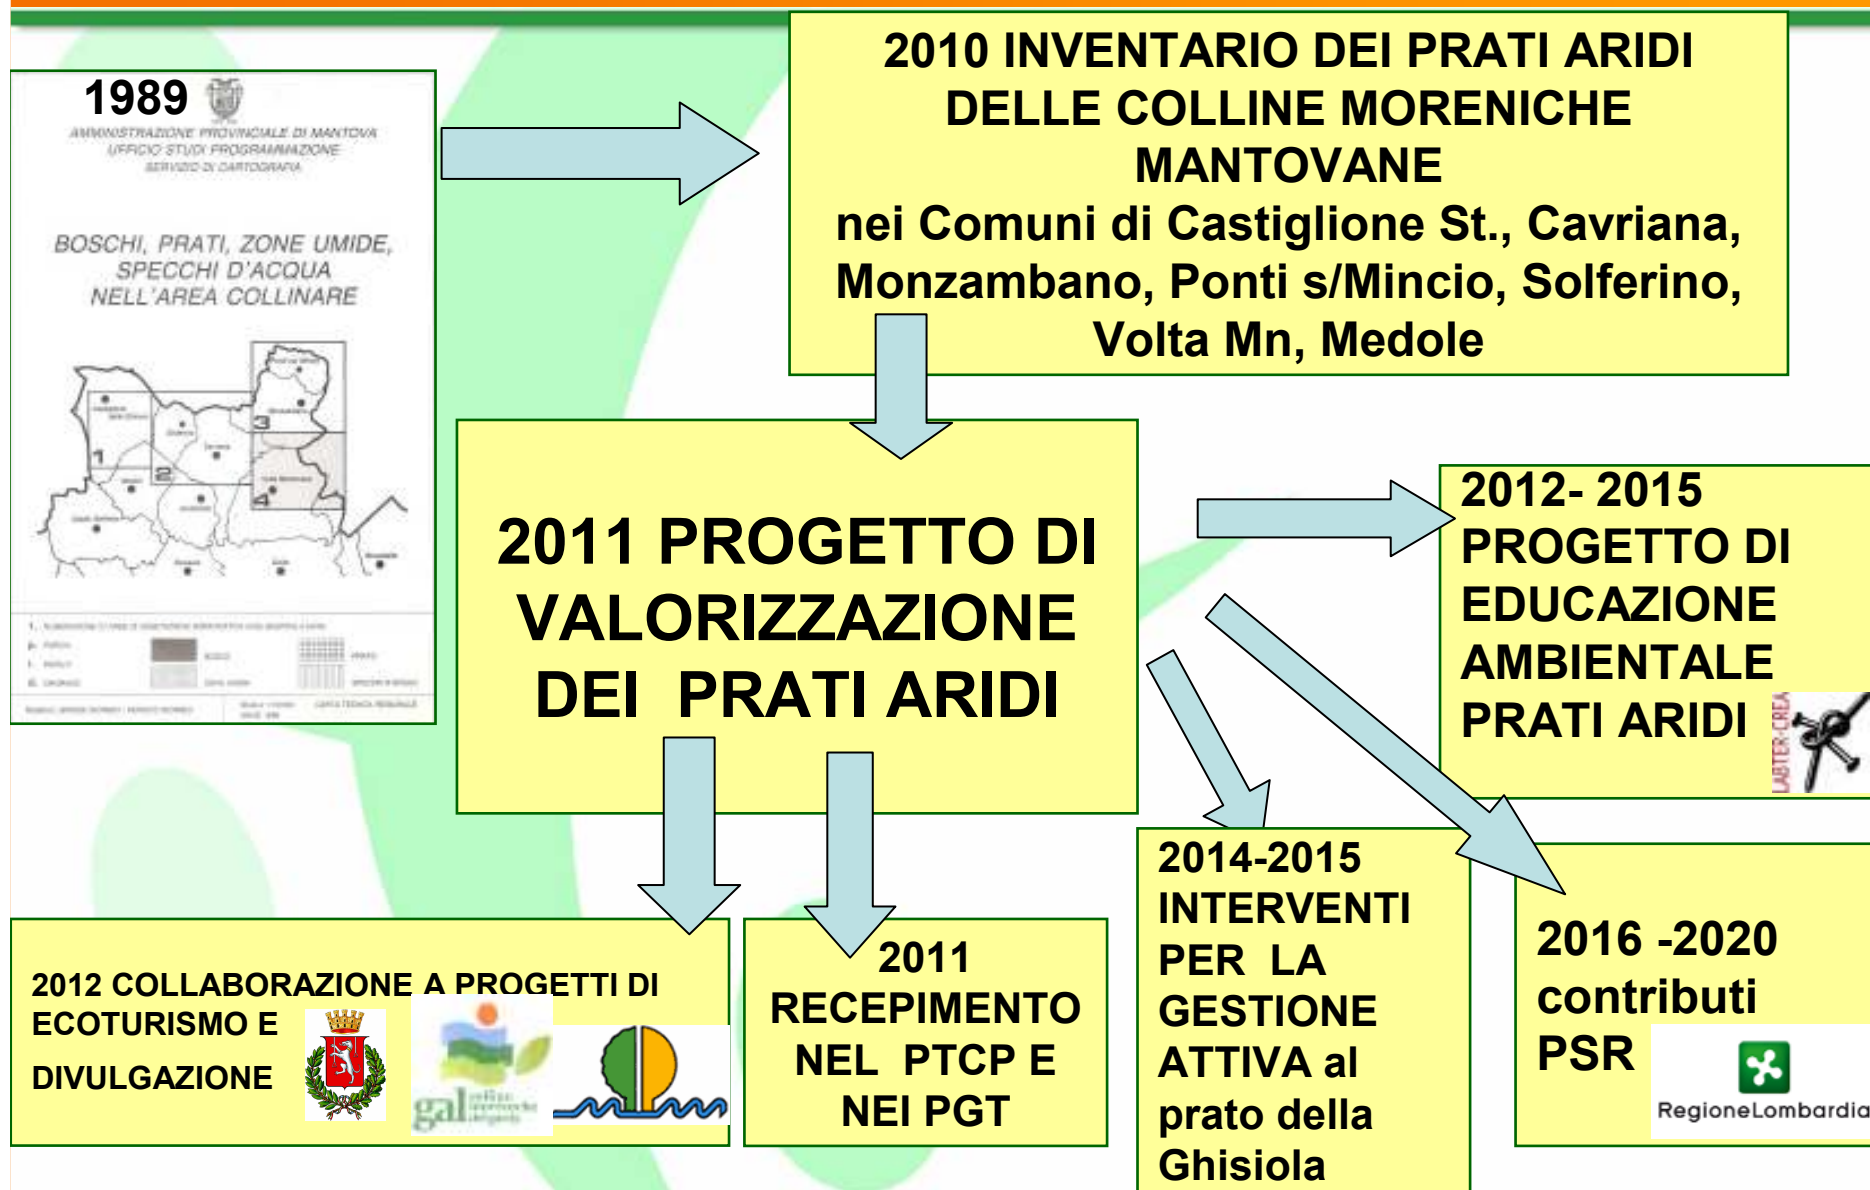 1989
AMMINISTRAZIONE PROVINCIALE DI MANTOVA
UFFICIO STUDI PROGRAMMAZIONE
SERVIZIO DI CARTOGRAFIA
BOSCHI, PRATI, ZONE UMIDE,
SPECCHI D'ACQUA
NELL'AREA COLLINARE
1
2
3
4
2010 INVENTARIO DEI PRATI ARIDI
DELLE COLLINE MORENICHE
MANTOVANE
nei Comuni di Castiglione St., Cavriana,
Monzambano, Ponti s/Mincio, Solferino,
Volta Mn, Medole
2011 PROGETTO DI
VALORIZZAZIONE
DEI PRATI ARIDI
2012- 2015
PROGETTO DI
EDUCAZIONE
AMBIENTALE
PRATI ARIDI
LABTER-CREA
2012 COLLABORAZIONE A PROGETTI DI
ECOTURISMO E
DIVULGAZIONE
gal
2011
RECEPIMENTO
NEL PTCP E
NEI PGT
2014-2015
INTERVENTI
PER LA
GESTIONE
ATTIVA al
prato della
Ghisiola
2016 -2020
contributi
PSR
RegioneLombardia